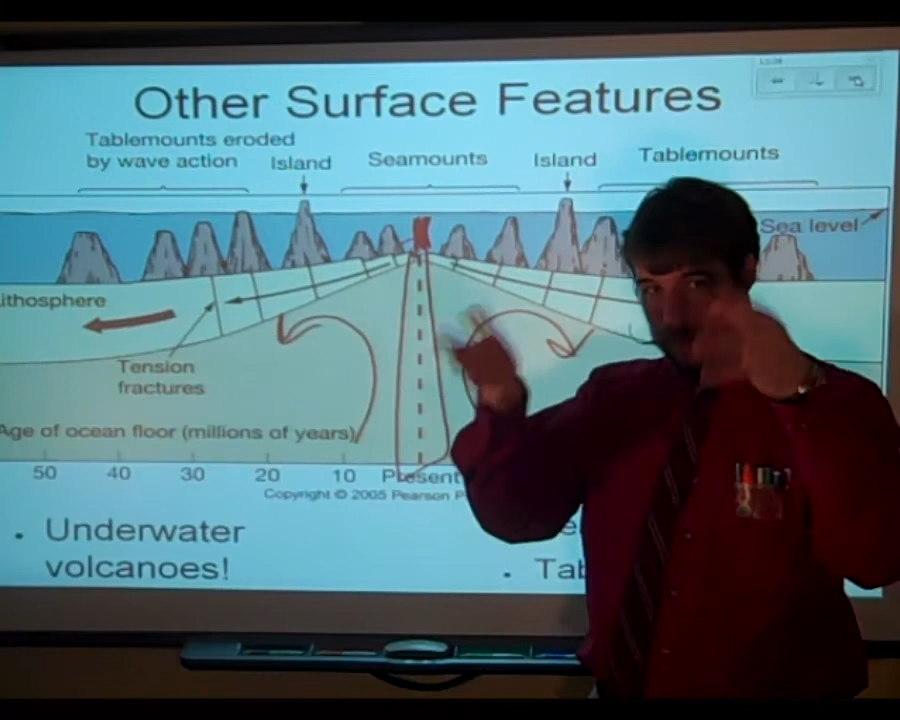 Other Surface Features
Tablemounts eroded
by wave action
Island
Seamounts
Island
Tablemounts
Sea level
ithosphere
Tension
fractures
Age of ocean floor (millions of years)
50 40 30 20 10 Present
Copyright © 2005 Pearson P
• Underwater
volcanoes!
• Tab